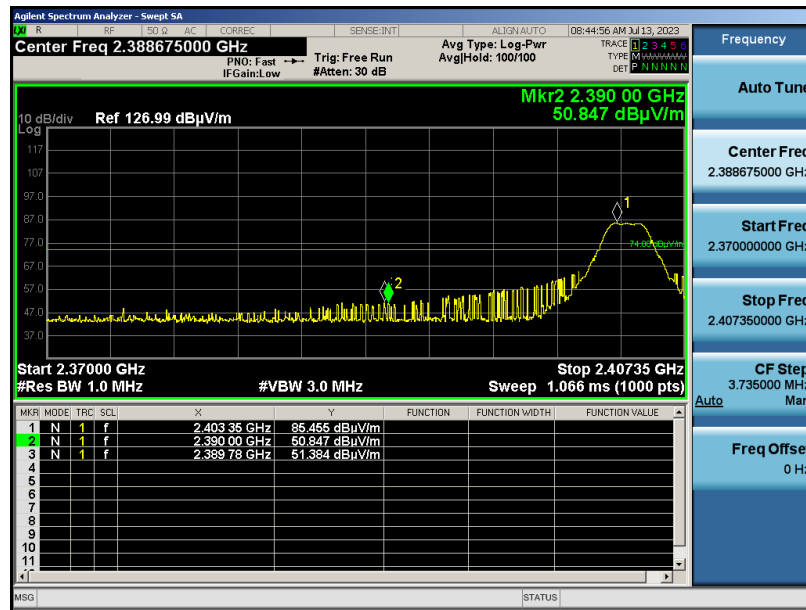 Agilent Spectrum Analyzer - Swept SA
LXI R RF 50 Ω AC CORREC SENSE:INT ALIGN AUTO 08:44:56 AM Jul 13, 2023
Center Freq 2.388675000 GHz
PNO: Fast
IFGain:Low
Trig: Free Run
#Atten: 30 dB
Avg Type: Log-Pwr
Avg|Hold: 100/100
TRACE 1 2 3 4 5 6
TYPE M
DET P N N N N N
Mkr2 2.390 00 GHz
50.847 dBµV/m
10 dB/div Ref 126.99 dBµV/m
Log
117
107
97.0
87.0
77.0
67.0
57.0
47.0
37.0
1
2
74.00 dBµV/m
Start 2.37000 GHz Stop 2.40735 GHz
#Res BW 1.0 MHz #VBW 3.0 MHz Sweep 1.066 ms (1000 pts)
MKR MODE TRC SCL X Y FUNCTION FUNCTION WIDTH FUNCTION VALUE
1 N 1 f 2.403 35 GHz 85.455 dBµV/m
2 N 1 f 2.390 00 GHz 50.847 dBµV/m
3 N 1 f 2.389 78 GHz 51.384 dBµV/m
4
5
6
7
8
9
10
11
MSG STATUS
Frequency
Auto Tune
Center Freq
2.388675000 GHz
Start Freq
2.370000000 GHz
Stop Freq
2.407350000 GHz
CF Step
3.735000 MHz
Auto Man
Freq Offset
0 Hz